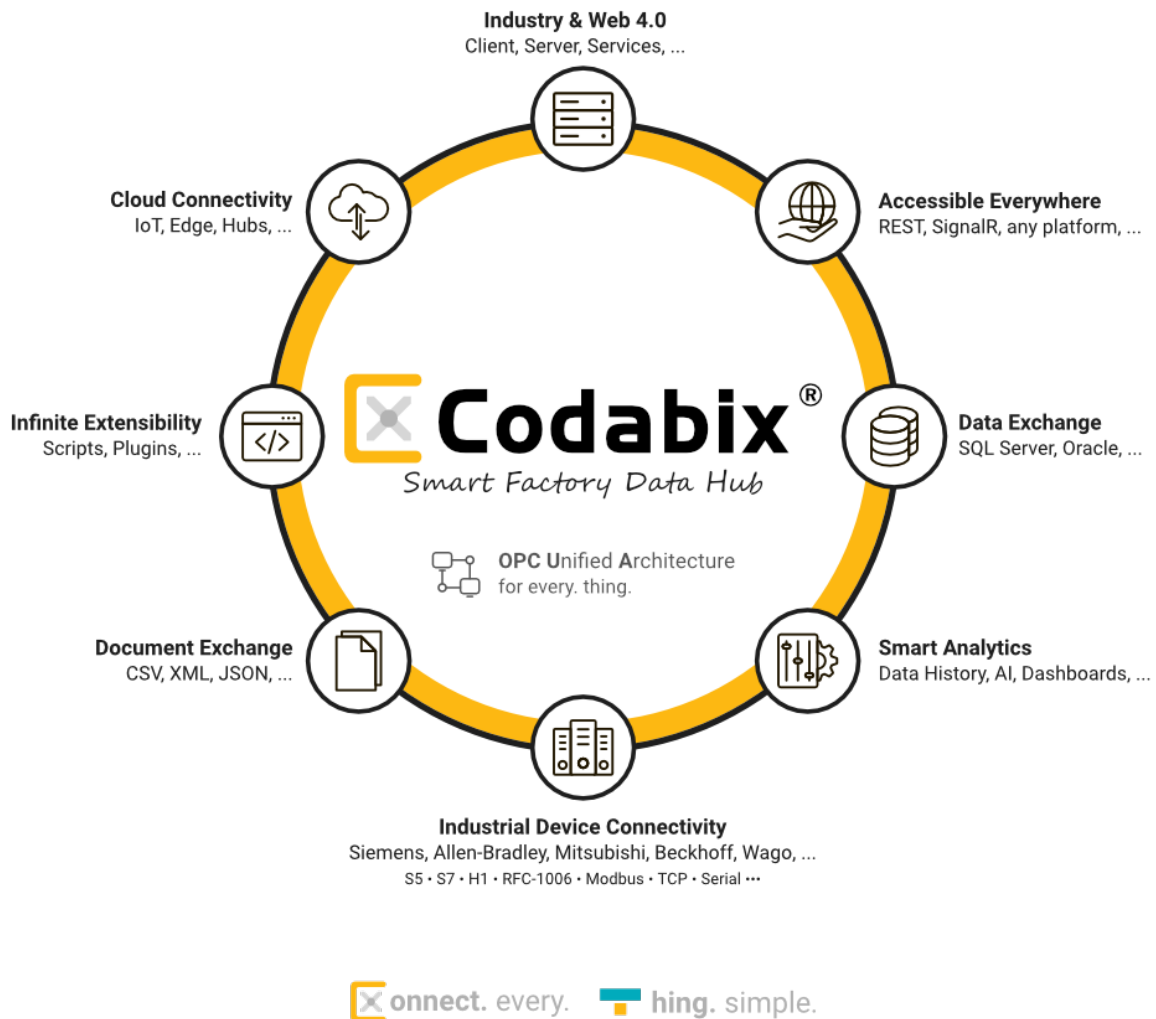 Industry & Web 4.0
Client, Server, Services, ...
Cloud Connectivity
IoT, Edge, Hubs, ...
Accessible Everywhere
REST, SignalR, any platform, ...
Infinite Extensibility
Scripts, Plugins, ...
</>
Codabix®
Smart Factory Data Hub
Data Exchange
SQL Server, Oracle, ...
OPC Unified Architecture
for every. thing.
Document Exchange
CSV, XML, JSON, ...
Smart Analytics
Data History, AI, Dashboards, ...
Industrial Device Connectivity
Siemens, Allen-Bradley, Mitsubishi, Beckhoff, Wago, ...
S5 • S7 • H1 • RFC-1006 • Modbus • TCP • Serial •••
Connect. every. Thing. simple.